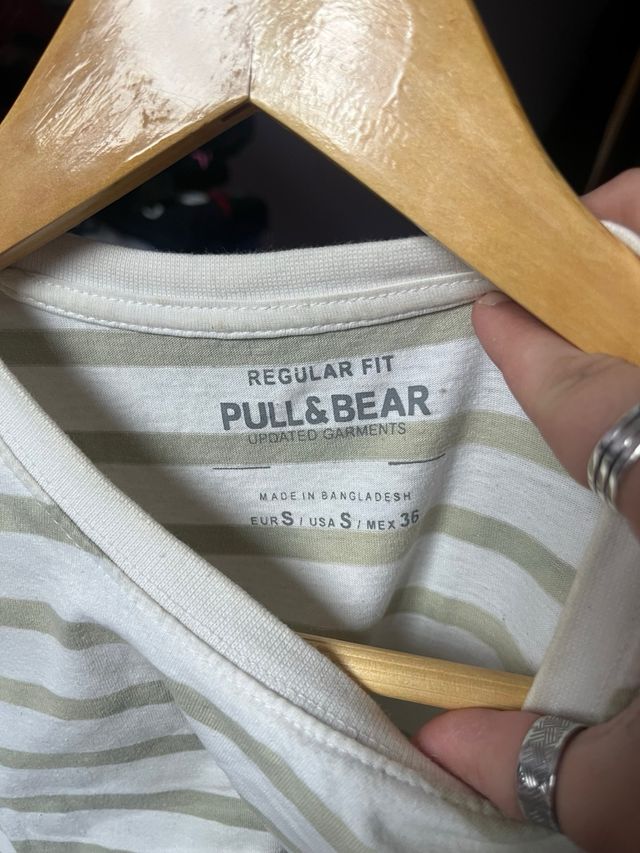 REGULAR FIT
PULL&BEAR
UPDATED GARMENTS
MADE IN BANGLADESH
EUR S / USA S / MEX 36